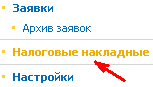 Заявки
Архив заявок
Налоговые накладные
Настройки